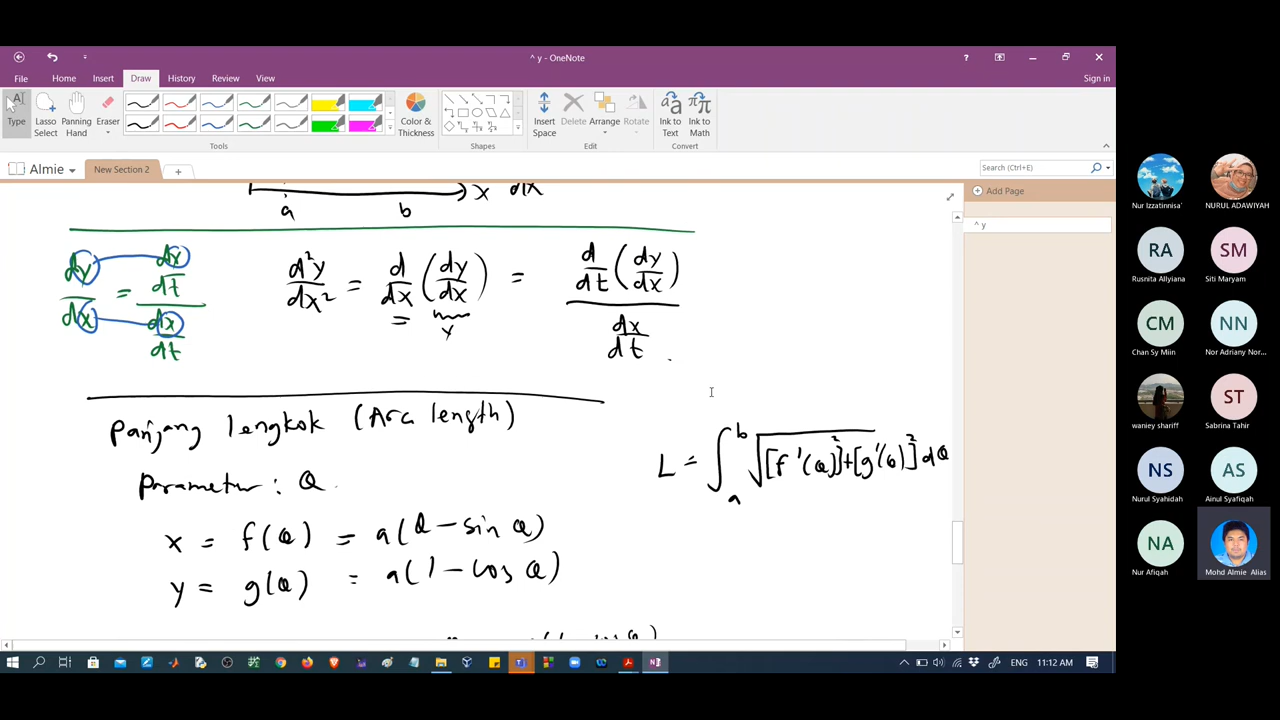 ^ y - OneNote
?
File Home Insert Draw History Review View Sign in
Type Lasso Select Panning Hand Eraser Color & Thickness Insert Space Delete Arrange Rotate Ink to Text Ink to Math
Tools Shapes Edit Convert
Almie New Section 2 + Search (Ctrl+E)
Add Page
^ y
x dx
a b
dy/dx = (dx/dt)/(dx/dt)
d²y/dx² = d/dx (dy/dx) = (d/dt (dy/dx))/(dx/dt)
= y
Panjang lengkok (Arc length)
Parameter : θ
L = ∫_a^b √([f'(θ)]²+[g'(θ)]² dθ
x = f(θ) = a(θ - sin θ)
y = g(θ) = a(1 - cos θ)
Nur Izzatinnisa' NURUL ADAWIYAH
RA SM
Rusnita Allyiana Siti Maryam
CM NN
Chan Sy Miin Nor Adriany Nor...
ST
waniey shariff Sabrina Tahir
NS AS
Nurul Syahidah Ainul Syafiqah
NA
Nur Afiqah Mohd Almie Alias
ENG 11:12 AM